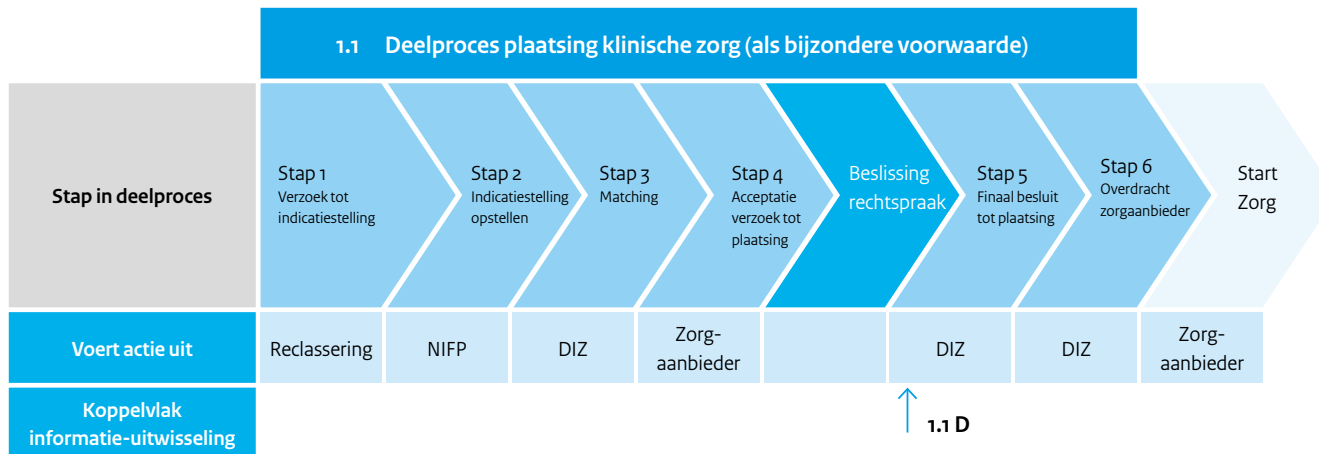 1.1 Deelproces plaatsing klinische zorg (als bijzondere voorwaarde)
Stap in deelproces
Stap 1
Verzoek tot
indicatiestelling
Stap 2
Indicatiestelling
opstellen
Stap 3
Matching
Stap 4
Acceptatie
verzoek tot
plaatsing
Beslissing
rechtspraak
Stap 5
Finaal besluit
tot plaatsing
Stap 6
Overdracht
zorgaanbieder
Start
Zorg
Voert actie uit
Reclassering
NIFP
DIZ
Zorg-
aanbieder
DIZ
DIZ
Zorg-
aanbieder
Koppelvlak
informatie-uitwisseling
1.1 D